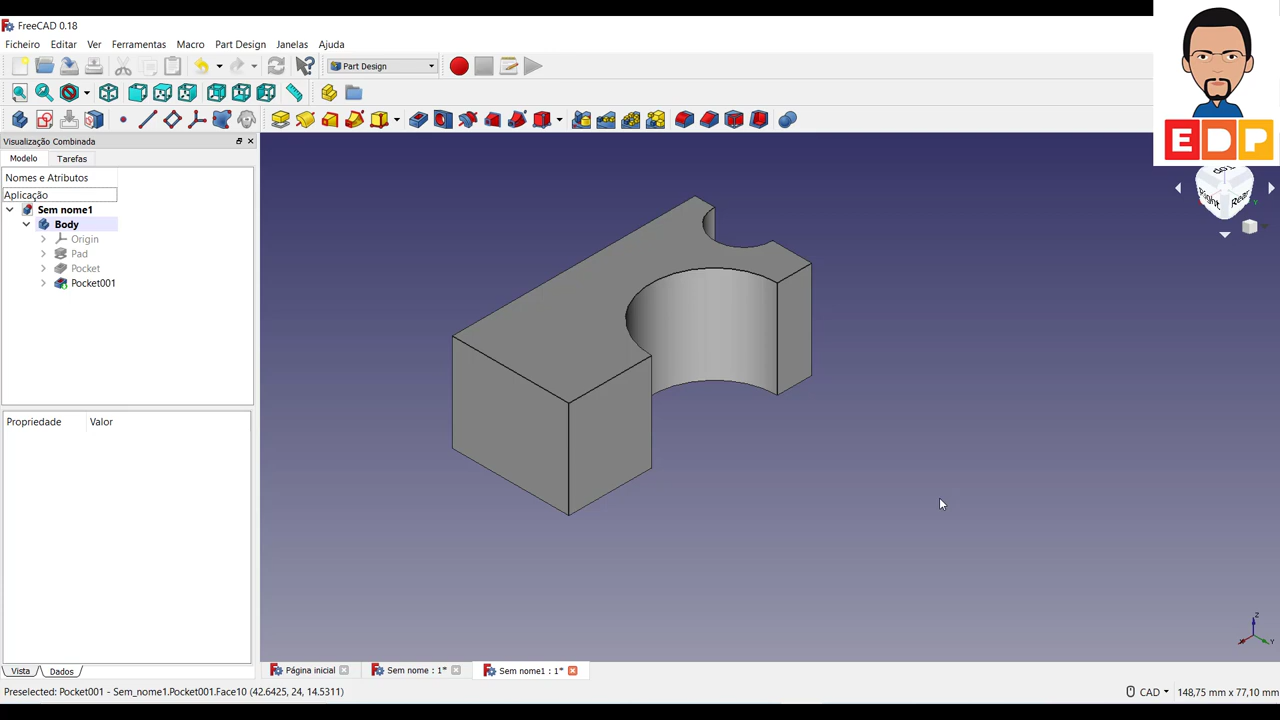 FreeCAD 0.18
Ficheiro Editar Ver Ferramentas Macro Part Design Janelas Ajuda
Part Design
EDP
Visualização Combinada
Modelo Tarefas
Nomes e Atributos
Aplicação
Sem nome1
Body
Origin
Pad
Pocket
Pocket001
Right Rear
Propriedade Valor
Vista Dados
Página inicial Sem nome : 1* Sem nome1 : 1*
Z
Y
Preselected: Pocket001 - Sem_nome1.Pocket001.Face10 (42.6425, 24, 14.5311)
CAD 148,75 mm x 77,10 mm